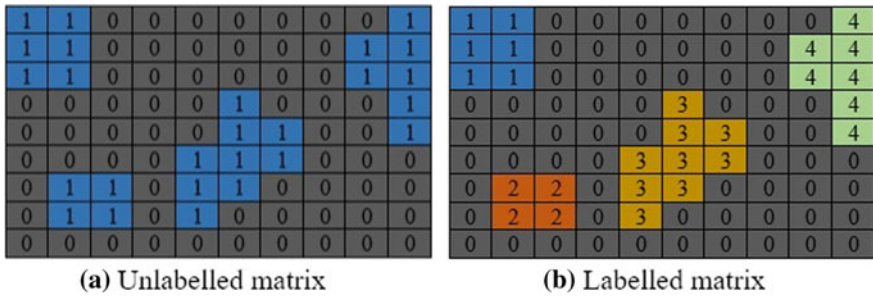 1 1 0 0 0 0 0 0 0 1
1 1 0 0 0 0 0 0 1 1
1 1 0 0 0 0 0 0 1 1
0 0 0 0 0 1 0 0 0 1
0 0 0 0 0 1 1 0 0 1
0 0 0 0 1 1 1 0 0 0
0 1 1 0 1 1 0 0 0 0
0 1 1 0 1 0 0 0 0 0
0 0 0 0 0 0 0 0 0 0
(a) Unlabelled matrix
1 1 0 0 0 0 0 0 0 4
1 1 0 0 0 0 0 0 4 4
1 1 0 0 0 0 0 0 4 4
0 0 0 0 0 3 0 0 0 4
0 0 0 0 0 3 3 0 0 4
0 0 0 0 3 3 3 0 0 0
0 2 2 0 3 3 0 0 0 0
0 2 2 0 3 0 0 0 0 0
0 0 0 0 0 0 0 0 0 0
(b) Labelled matrix